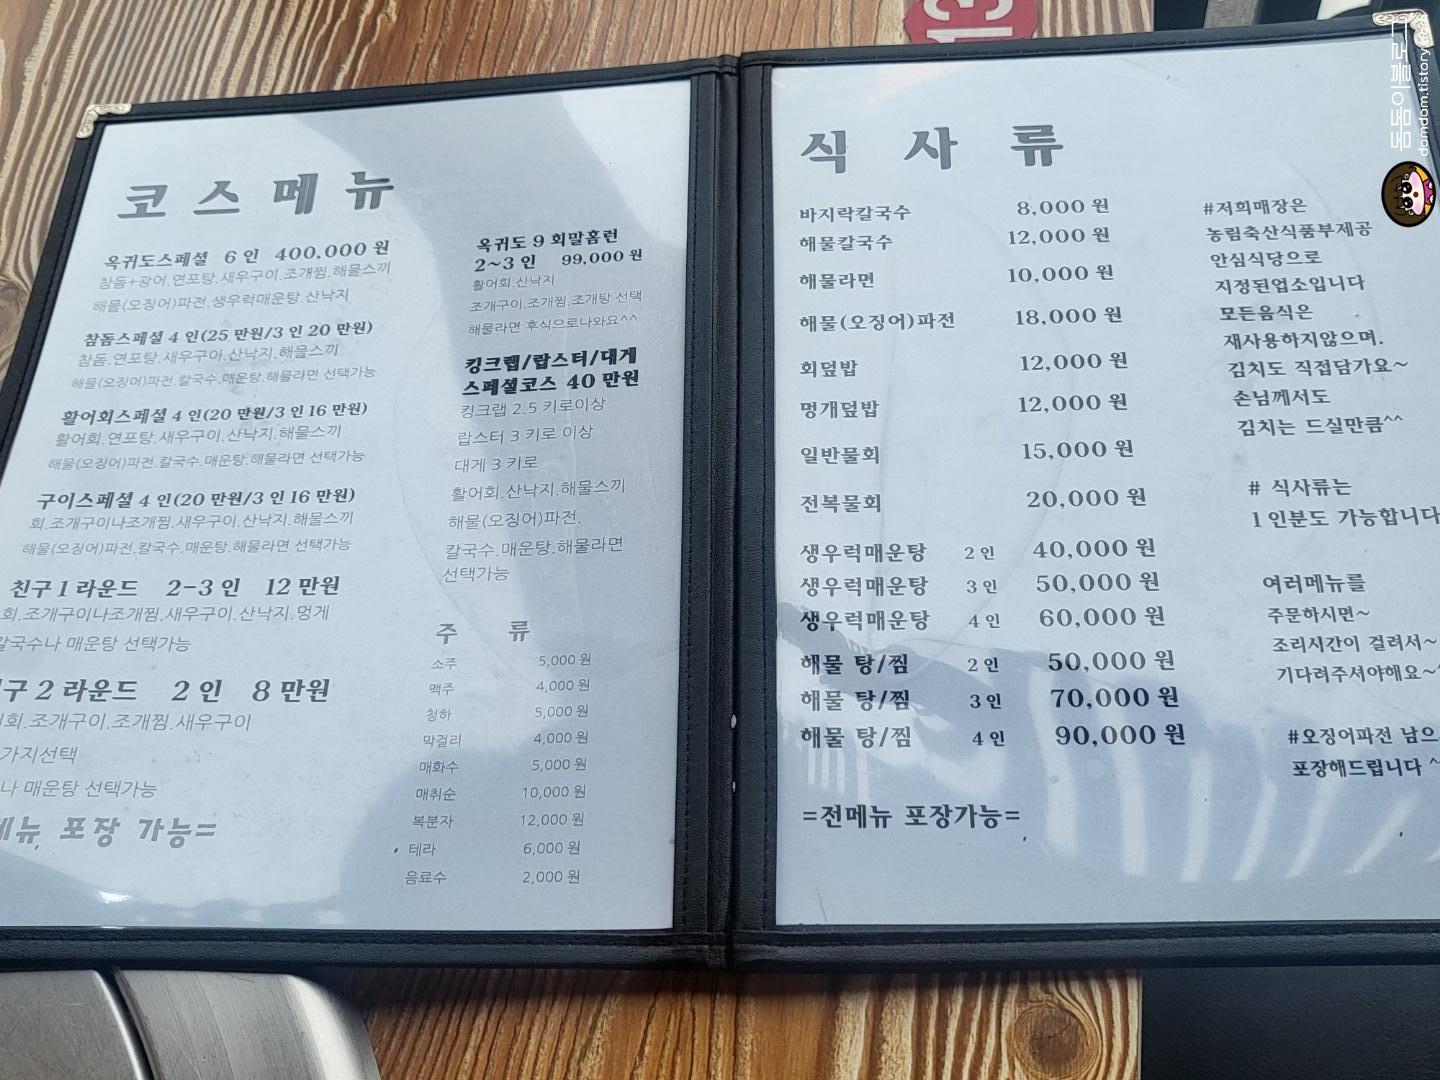 13
돔돔이블로그
domdom.tistory.com
코스메뉴
옥귀도스페셜 6인 400,000원
참돔+광어.연포탕.새우구이.조개찜.해물스끼
해물(오징어)파전.생우럭매운탕.산낙지
참돔스페셜 4인(25만원/3인 20만원)
참돔.연포탕.새우구이.산낙지.해물스끼
해물(오징어)파전.칼국수.매운탕.해물라면 선택가능
활어회스페셜 4인(20만원/3인 16만원)
활어회.연포탕.새우구이.산낙지.해물스끼
해물(오징어)파전.칼국수.매운탕.해물라면 선택가능
구이스페셜 4인(20만원/3인 16만원)
회.조개구이나조개찜.새우구이.산낙지.해물스끼
해물(오징어)파전.칼국수.매운탕.해물라면 선택가능
친구1라운드 2-3인 12만원
회.조개구이나조개찜.새우구이.산낙지.멍게
칼국수나 매운탕 선택가능
구2라운드 2인 8만원
회.조개구이.조개찜.새우구이
가지선택
나 매운탕 선택가능
메뉴 포장 가능=
옥귀도 9회말홈런
2~3인 99,000원
활어회.산낙지
조개구이.조개찜.조개탕 선택
해물라면 후식으로나와요^^
킹크랩/랍스터/대게
스페셜코스 40만원
킹크랩 2.5키로이상
랍스터 3키로 이상
대게 3키로
활어회.산낙지.해물스끼
해물(오징어)파전.
칼국수.매운탕.해물라면
선택가능
주류
소주 5,000원
맥주 4,000원
청하 5,000원
막걸리 4,000원
매화수 5,000원
매취순 10,000원
복분자 12,000원
테라 6,000원
음료수 2,000원
식사류
바지락칼국수 8,000원
해물칼국수 12,000원
해물라면 10,000원
해물(오징어)파전 18,000원
회덮밥 12,000원
멍개덮밥 12,000원
일반물회 15,000원
전복물회 20,000원
생우럭매운탕 2인 40,000원
생우럭매운탕 3인 50,000원
생우럭매운탕 4인 60,000원
해물 탕/찜 2인 50,000원
해물 탕/찜 3인 70,000원
해물 탕/찜 4인 90,000원
=전메뉴 포장가능=
#저희매장은
농림축산식품부제공
안심식당으로
지정된업소입니다
모든음식은
재사용하지않으며.
김치도 직접담가요~
손님께서도
김치는 드실만큼^^
# 식사류는
1인분도 가능합니다
여러메뉴를
주문하시면~
조리시간이 걸려서~
기다려주셔야해요~^
#오징어파전 남으
포장해드립니다 ^